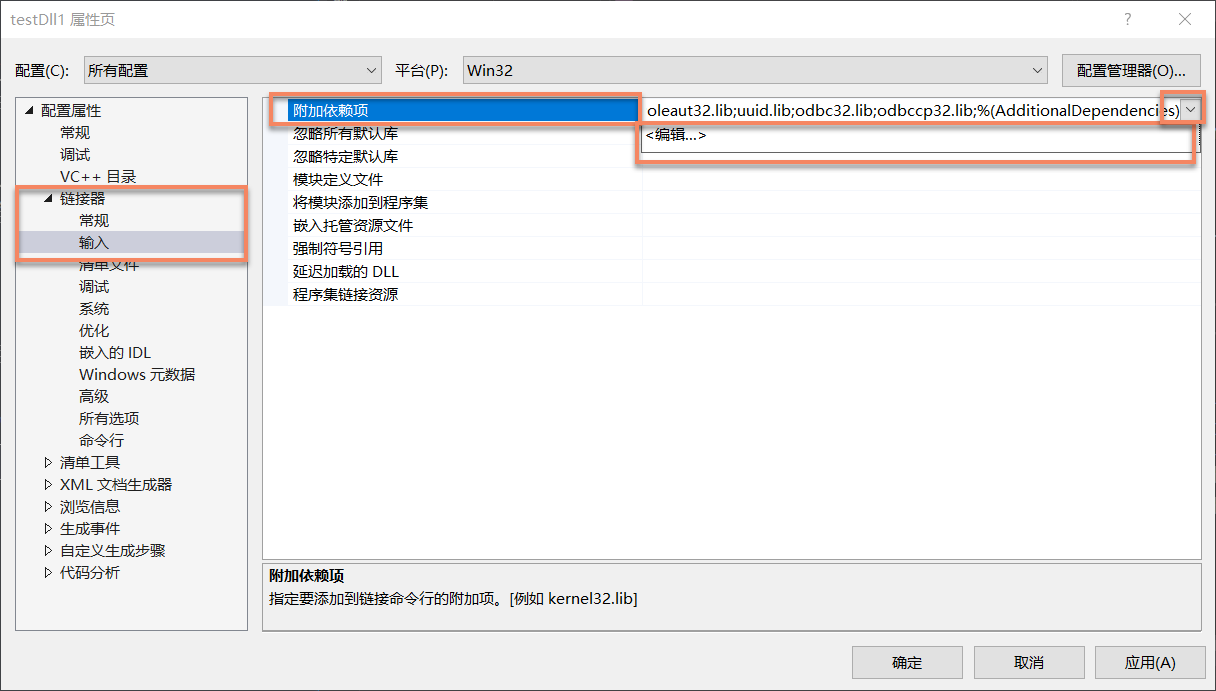 testDll1 属性页
配置(C): 所有配置 平台(P): Win32 配置管理器(O)...
配置属性
常规
调试
VC++ 目录
链接器
常规
输入
清单文件
调试
系统
优化
嵌入的 IDL
Windows 元数据
高级
所有选项
命令行
清单工具
XML 文档生成器
浏览信息
生成事件
自定义生成步骤
代码分析
附加依赖项 oleaut32.lib;uuid.lib;odbc32.lib;odbccp32.lib;%(AdditionalDependencies)
<编辑...>
忽略所有默认库
忽略特定默认库
模块定义文件
将模块添加到程序集
嵌入托管资源文件
强制符号引用
延迟加载的 DLL
程序集链接资源
附加依赖项
指定要添加到链接命令行的附加项。[例如 kernel32.lib]
确定 取消 应用(A)